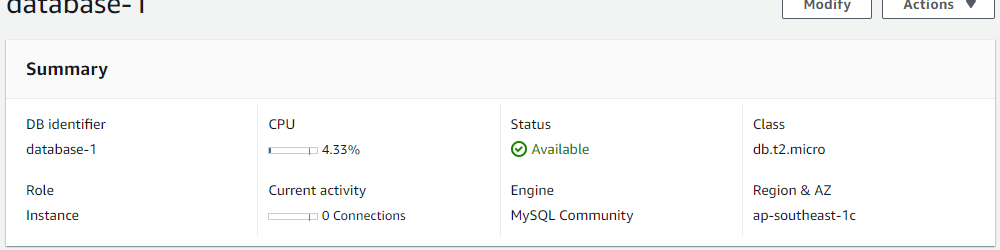 database-1
Modify
Actions
Summary
DB identifier
database-1
CPU
4.33%
Status
Available
Class
db.t2.micro
Role
Instance
Current activity
0 Connections
Engine
MySQL Community
Region & AZ
ap-southeast-1c